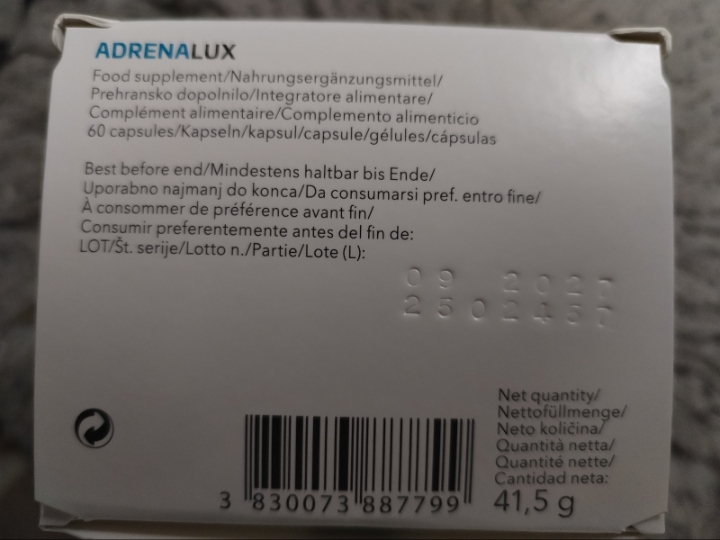 ADRENALUX
Food supplement/Nahrungsergänzungsmittel/
Prehransko dopolnilo/Integratore alimentare/
Complément alimentaire/Complemento alimenticio
60 capsules/Kapseln/kapsul/capsule/gélules/cápsulas
Best before end/Mindestens haltbar bis Ende/
Uporabno najmanj do konca/Da consumarsi pref. entro fine/
À consommer de préférence avant fin/
Consumir preferentemente antes del fin de:
LOT/Št. serije/Lotto n./Partie/Lote (L):
09 2027
2502457
Net quantity/
Nettofüllmenge/
Neto količina/
Quantità netta/
Quantité nette/
Cantidad neta:
41,5 g
3 830073 887799